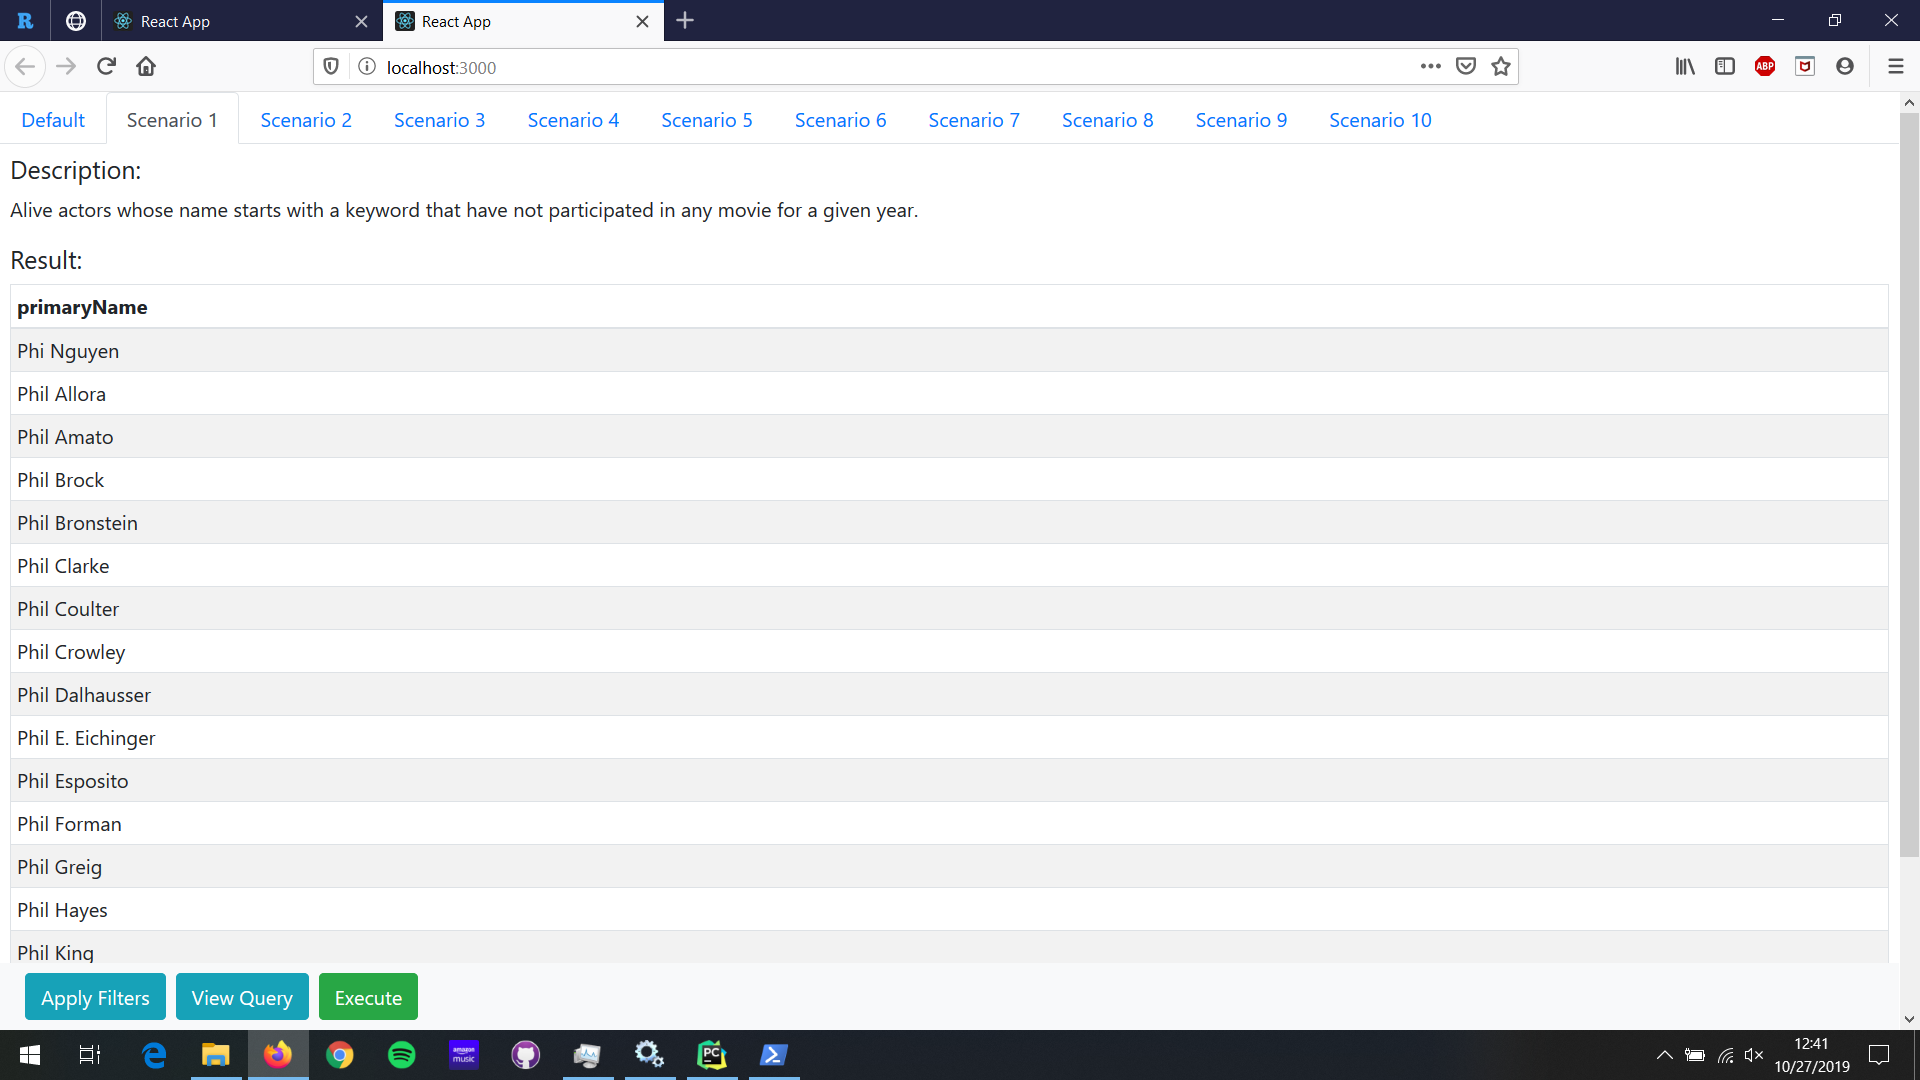 R React App React App
localhost:3000 ABP
Default Scenario 1 Scenario 2 Scenario 3 Scenario 4 Scenario 5 Scenario 6 Scenario 7 Scenario 8 Scenario 9 Scenario 10
Description:
Alive actors whose name starts with a keyword that have not participated in any movie for a given year.
Result:
primaryName
Phi Nguyen
Phil Allora
Phil Amato
Phil Brock
Phil Bronstein
Phil Clarke
Phil Coulter
Phil Crowley
Phil Dalhausser
Phil E. Eichinger
Phil Esposito
Phil Forman
Phil Greig
Phil Hayes
Phil King
Apply Filters View Query Execute
amazon music PC 12:41
10/27/2019